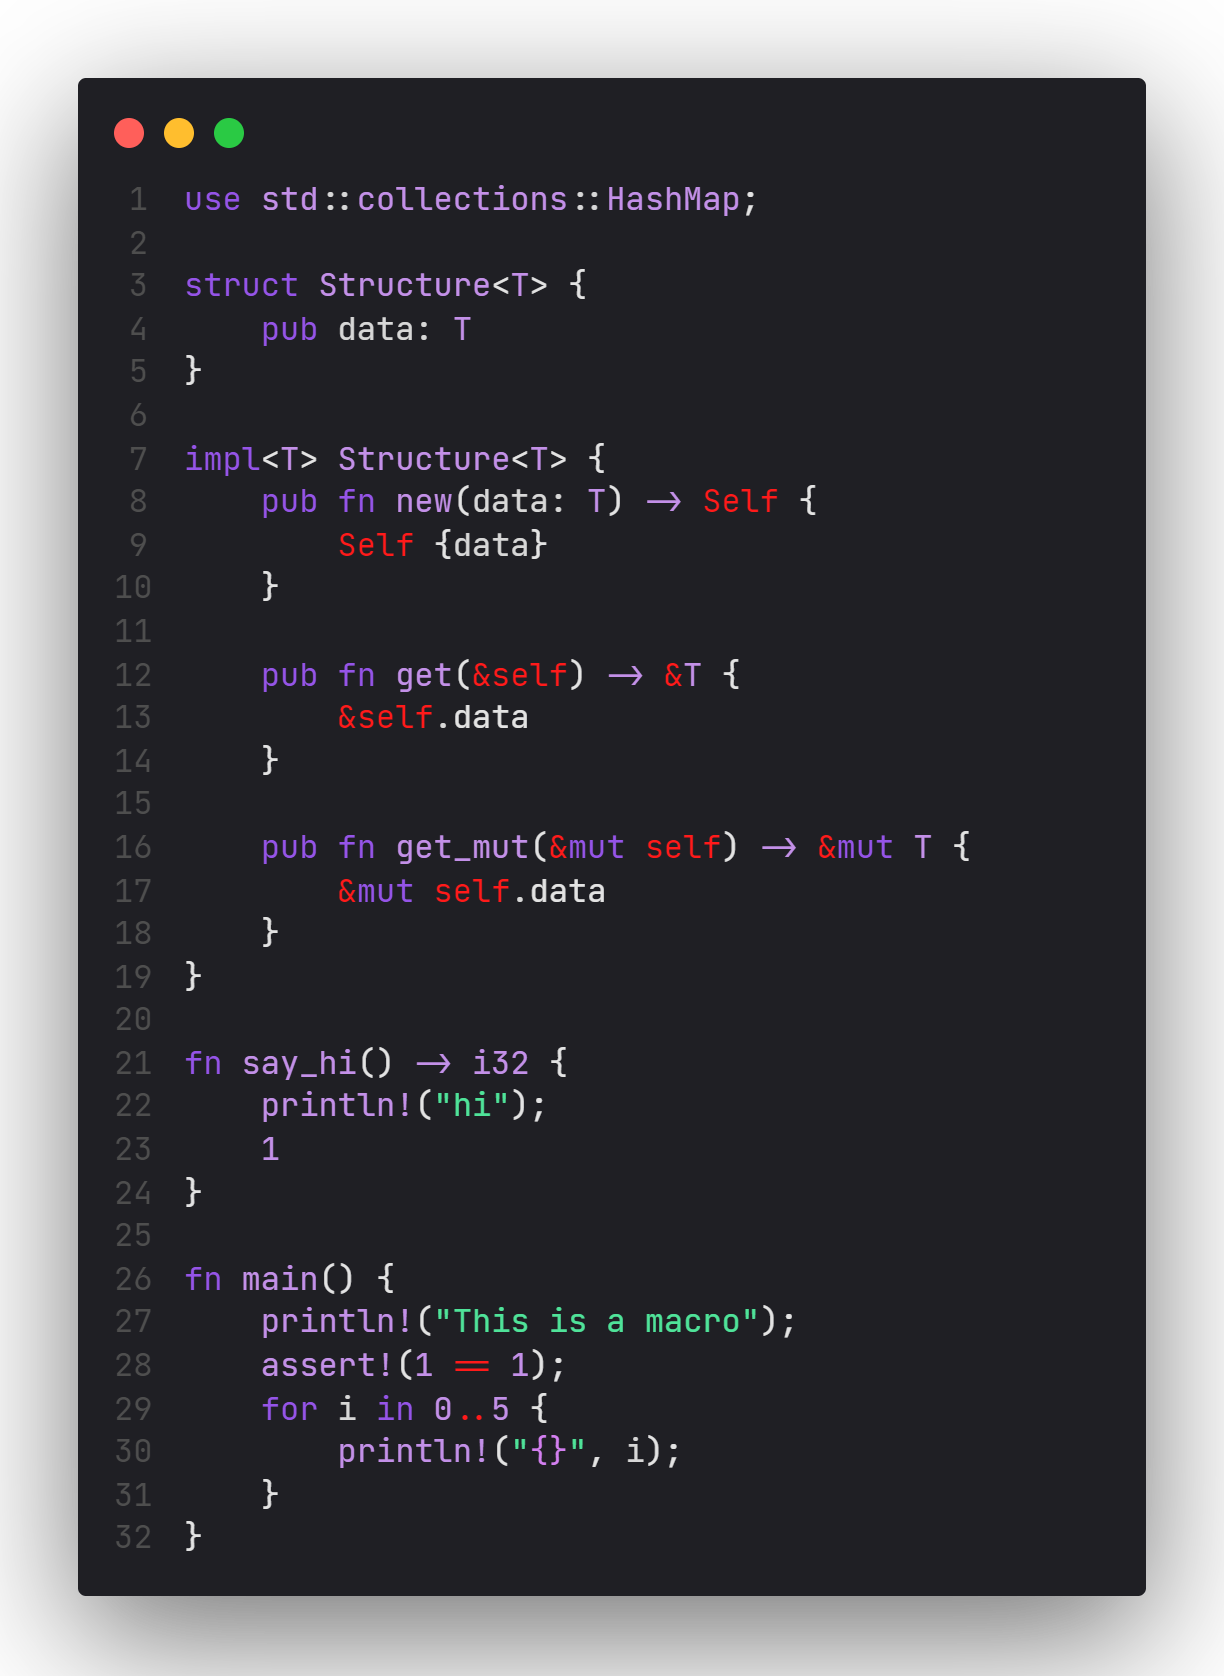 1 use std::collections::HashMap;
2
3 struct Structure<T> {
4     pub data: T
5 }
6
7 impl<T> Structure<T> {
8     pub fn new(data: T) -> Self {
9         Self {data}
10     }
11
12     pub fn get(&self) -> &T {
13         &self.data
14     }
15
16     pub fn get_mut(&mut self) -> &mut T {
17         &mut self.data
18     }
19 }
20
21 fn say_hi() -> i32 {
22     println!("hi");
23     1
24 }
25
26 fn main() {
27     println!("This is a macro");
28     assert!(1 == 1);
29     for i in 0..5 {
30         println!("{}", i);
31     }
32 }